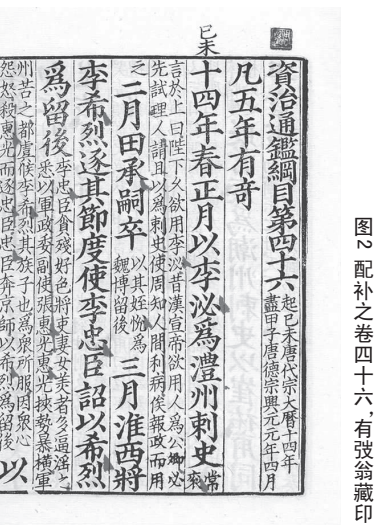 資治通鑑綱目第四十六
起己未唐代宗大曆十四年
盡甲子唐德宗興元元年四月
凡五年有奇
己未
十四年春正月以李泌爲澧州刺史
常
言於上曰陛下久欲用李泌昔漢宣帝欲用人爲公卿必
先試理人請且以爲刺史使周知人間利病俟報政而用
之
二月田承嗣卒
以其姪恱爲
魏博留後
三月淮西將
李希烈逐其節度使李忠臣詔以希烈
爲留後
李忠臣貪殘好色將吏妻女美者多逼淫之
悉以軍政委副使張惠光惠光挾勢暴橫軍
州苦之都虞候李希烈其族子也爲衆所服因衆心
怨怒殺惠光而逐忠臣忠臣奔京師以希烈爲留後
以
图2 配补之卷四十六,有弢翁藏印